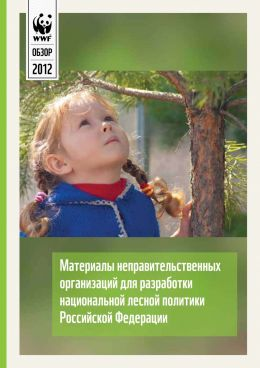 WWF
ОБЗОР
2012
Материалы неправительственных
организаций для разработки
национальной лесной политики
Российской Федерации